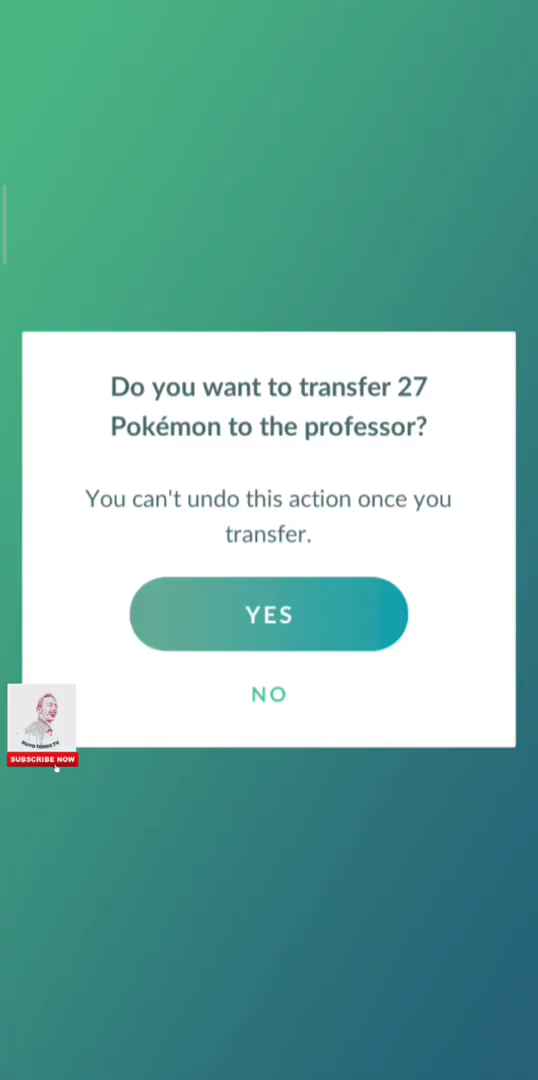 Do you want to transfer 27
Pokémon to the professor?
You can't undo this action once you
transfer.
YES
NO
SUBSCRIBE NOW